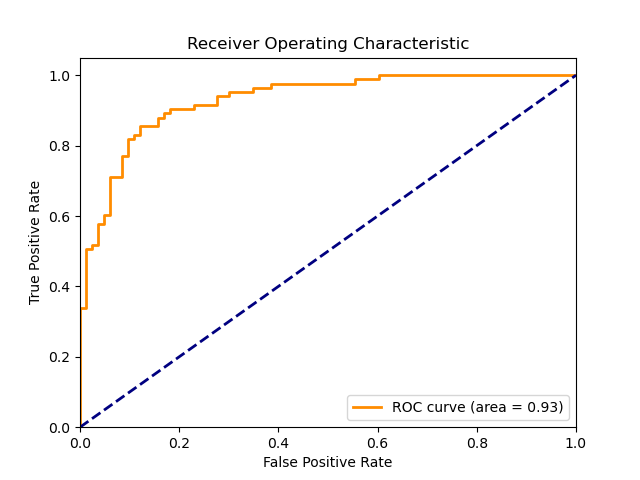 Receiver Operating Characteristic
1.0
0.8
0.6
0.4
0.2
0.0
True Positive Rate
ROC curve (area = 0.93)
0.0 0.2 0.4 0.6 0.8 1.0
False Positive Rate